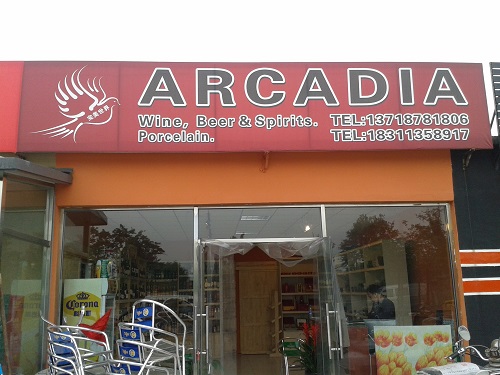 ARCADIA
Wine, Beer & Spirits. TEL:13718781806
Porcelain. TEL:18311358917
Corona